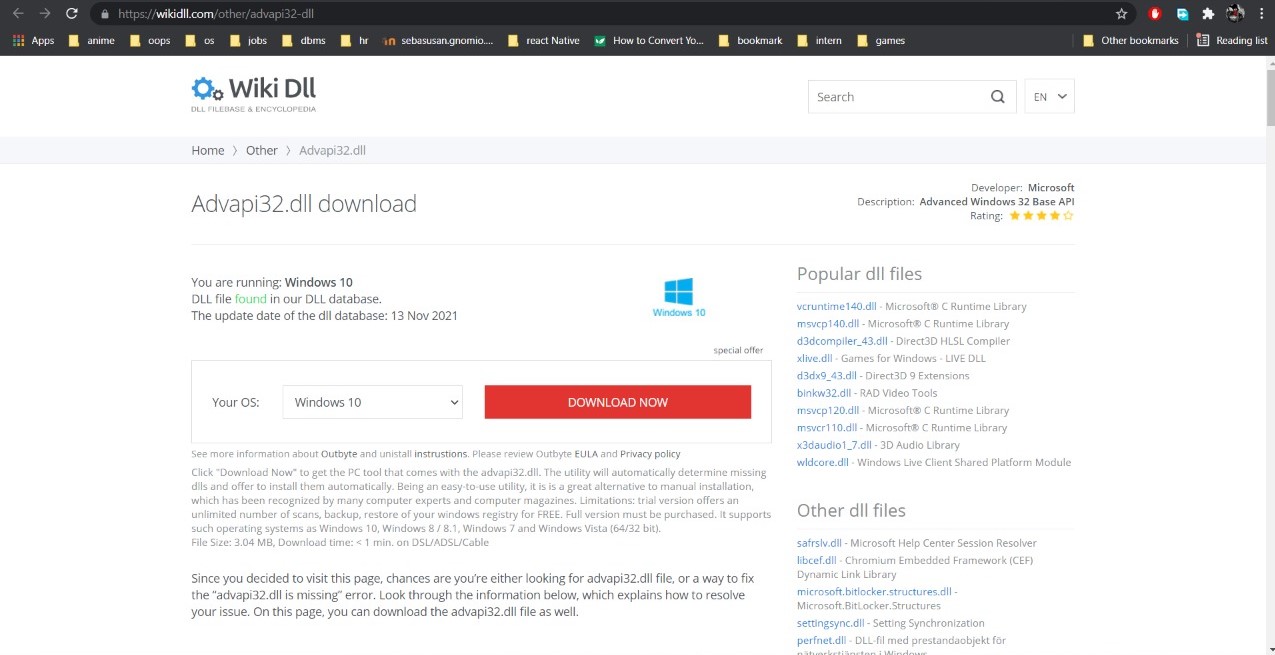 https://wikidll.com/other/advapi32-dll
Apps anime oops os jobs dbms hr sebasusan.gnomio.... react Native How to Convert Yo... bookmark intern games Other bookmarks Reading list
Wiki Dll
DLL FILEBASE & ENCYCLOPEDIA
Search
EN
Home > Other > Advapi32.dll
Advapi32.dll download
Developer: Microsoft
Description: Advanced Windows 32 Base API
Rating:
You are running: Windows 10
DLL file found in our DLL database.
The update date of the dll database: 13 Nov 2021
Windows 10
special offer
Your OS: Windows 10 DOWNLOAD NOW
See more information about Outbyte and unistall instrustions. Please review Outbyte EULA and Privacy policy
Click "Download Now" to get the PC tool that comes with the advapi32.dll. The utility will automatically determine missing
dlls and offer to install them automatically. Being an easy-to-use utility, it is is a great alternative to manual installation,
which has been recognized by many computer experts and computer magazines. Limitations: trial version offers an
unlimited number of scans, backup, restore of your windows registry for FREE. Full version must be purchased. It supports
such operating systems as Windows 10, Windows 8 / 8.1, Windows 7 and Windows Vista (64/32 bit).
File Size: 3.04 MB, Download time: < 1 min. on DSL/ADSL/Cable
Since you decided to visit this page, chances are you're either looking for advapi32.dll file, or a way to fix
the "advapi32.dll is missing" error. Look through the information below, which explains how to resolve
your issue. On this page, you can download the advapi32.dll file as well.
Popular dll files
vcruntime140.dll - Microsoft® C Runtime Library
msvcp140.dll - Microsoft® C Runtime Library
d3dcompiler_43.dll - Direct3D HLSL Compiler
xlive.dll - Games for Windows - LIVE DLL
d3dx9_43.dll - Direct3D 9 Extensions
binkw32.dll - RAD Video Tools
msvcp120.dll - Microsoft® C Runtime Library
msvcr110.dll - Microsoft® C Runtime Library
x3daudio1_7.dll - 3D Audio Library
wldcore.dll - Windows Live Client Shared Platform Module
Other dll files
safrslv.dll - Microsoft Help Center Session Resolver
libcef.dll - Chromium Embedded Framework (CEF)
Dynamic Link Library
microsoft.bitlocker.structures.dll -
Microsoft.BitLocker.Structures
settingsync.dll - Setting Synchronization
perfnet.dll - DLL-fil med prestandaobjekt för
nätverkstjänsten i Windows